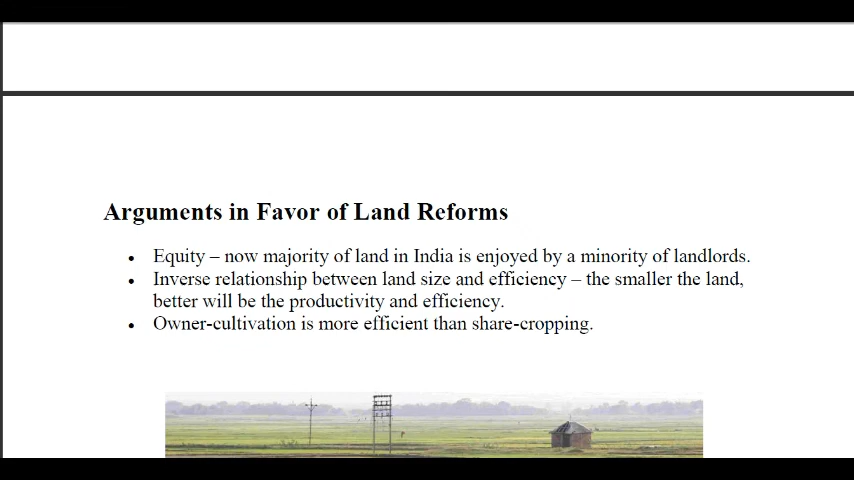 Arguments in Favor of Land Reforms
• Equity – now majority of land in India is enjoyed by a minority of landlords.
• Inverse relationship between land size and efficiency – the smaller the land,
better will be the productivity and efficiency.
• Owner-cultivation is more efficient than share-cropping.